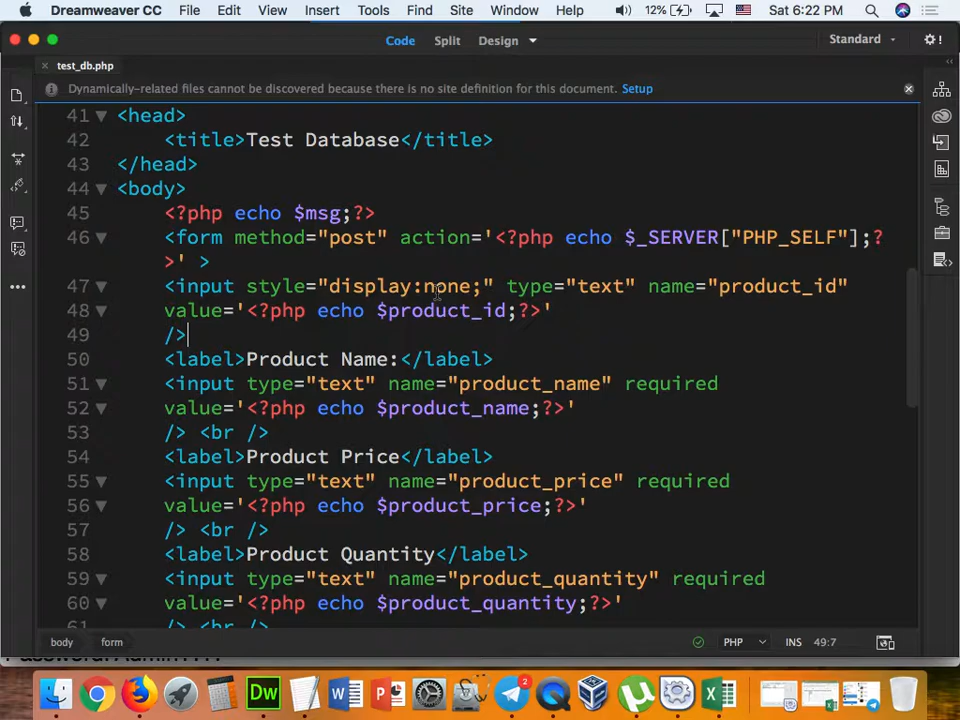 Dreamweaver CC File Edit View Insert Tools Find Site Window Help 12% Sat 6:22 PM
Code Split Design Standard
test_db.php
Dynamically-related files cannot be discovered because there is no site definition for this document. Setup
41 <head>
42 <title>Test Database</title>
43 </head>
44 <body>
45 <?php echo $msg;?>
46 <form method="post" action='<?php echo $_SERVER["PHP_SELF"];?
>' >
47 <input style="display:none;" type="text" name="product_id"
48 value='<?php echo $product_id;?>'
49 />
50 <label>Product Name:</label>
51 <input type="text" name="product_name" required
52 value='<?php echo $product_name;?>'
53 /> <br />
54 <label>Product Price</label>
55 <input type="text" name="product_price" required
56 value='<?php echo $product_price;?>'
57 /> <br />
58 <label>Product Quantity</label>
59 <input type="text" name="product_quantity" required
60 value='<?php echo $product_quantity;?>'
61 /> <br />
body form PHP INS 49:7
Dw 2